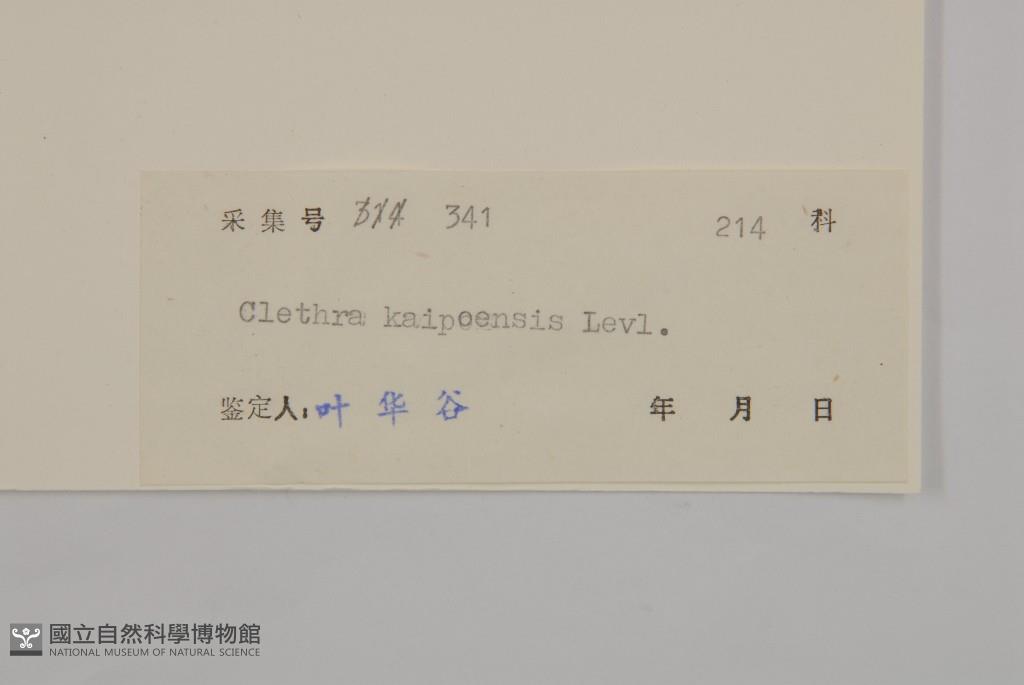 采集号 341 214 科
Clethra kaipoensis Levl.
鉴定人: 叶华谷 年 月 日
國立自然科學博物館
NATIONAL MUSEUM OF NATURAL SCIENCE